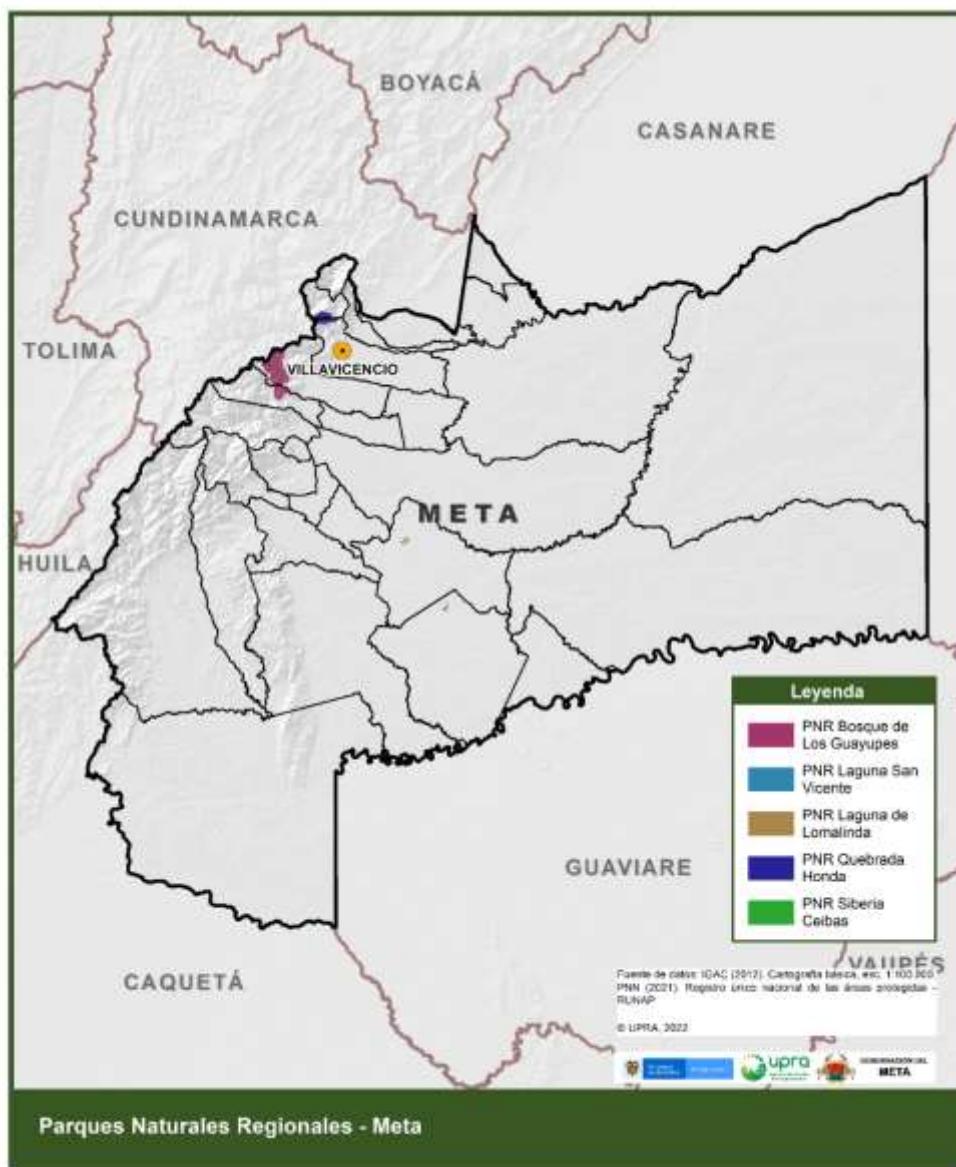 BOYACÁ
CASANARE
CUNDINAMARCA
TOLIMA
VILLAVICENCIO
META
HUILA
Leyenda
PNR Bosque de
Los Guayupes
PNR Laguna San
Vicente
PNR Laguna de
Lomalinda
PNR Quebrada
Honda
PNR Siberia
Ceibas
GUAVIARE
CAQUETÁ
VAUPÉS
Fuente de datos: IGAC (2012). Cartografía básica, esc. 1:100.000
PNN (2021). Registro único nacional de las áreas protegidas -
RUNAP
© UPRA, 2022
upra
GOBERNACIÓN DEL
META
Parques Naturales Regionales - Meta